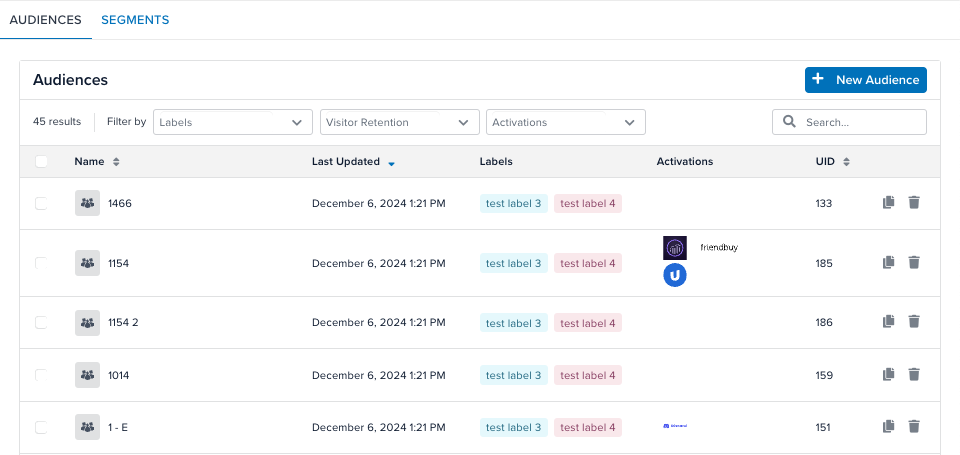 AUDIENCES SEGMENTS
Audiences
+ New Audience
45 results Filter by Labels Visitor Retention Activations Search...
Name Last Updated Labels Activations UID
1466 December 6, 2024 1:21 PM test label 3 test label 4 133
friendbuy
1154 December 6, 2024 1:21 PM test label 3 test label 4 185
U
1154 2 December 6, 2024 1:21 PM test label 3 test label 4 186
1014 December 6, 2024 1:21 PM test label 3 test label 4 159
1 - E December 6, 2024 1:21 PM test label 3 test label 4 151